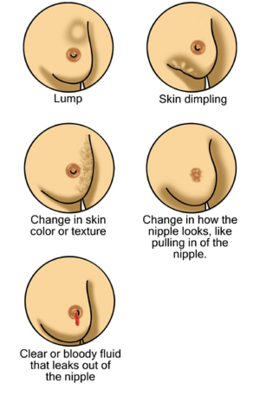 Lump
Skin dimpling
Change in skin
color or texture
Change in how the
nipple looks, like
pulling in of the
nipple.
Clear or bloody fluid
that leaks out of
the nipple